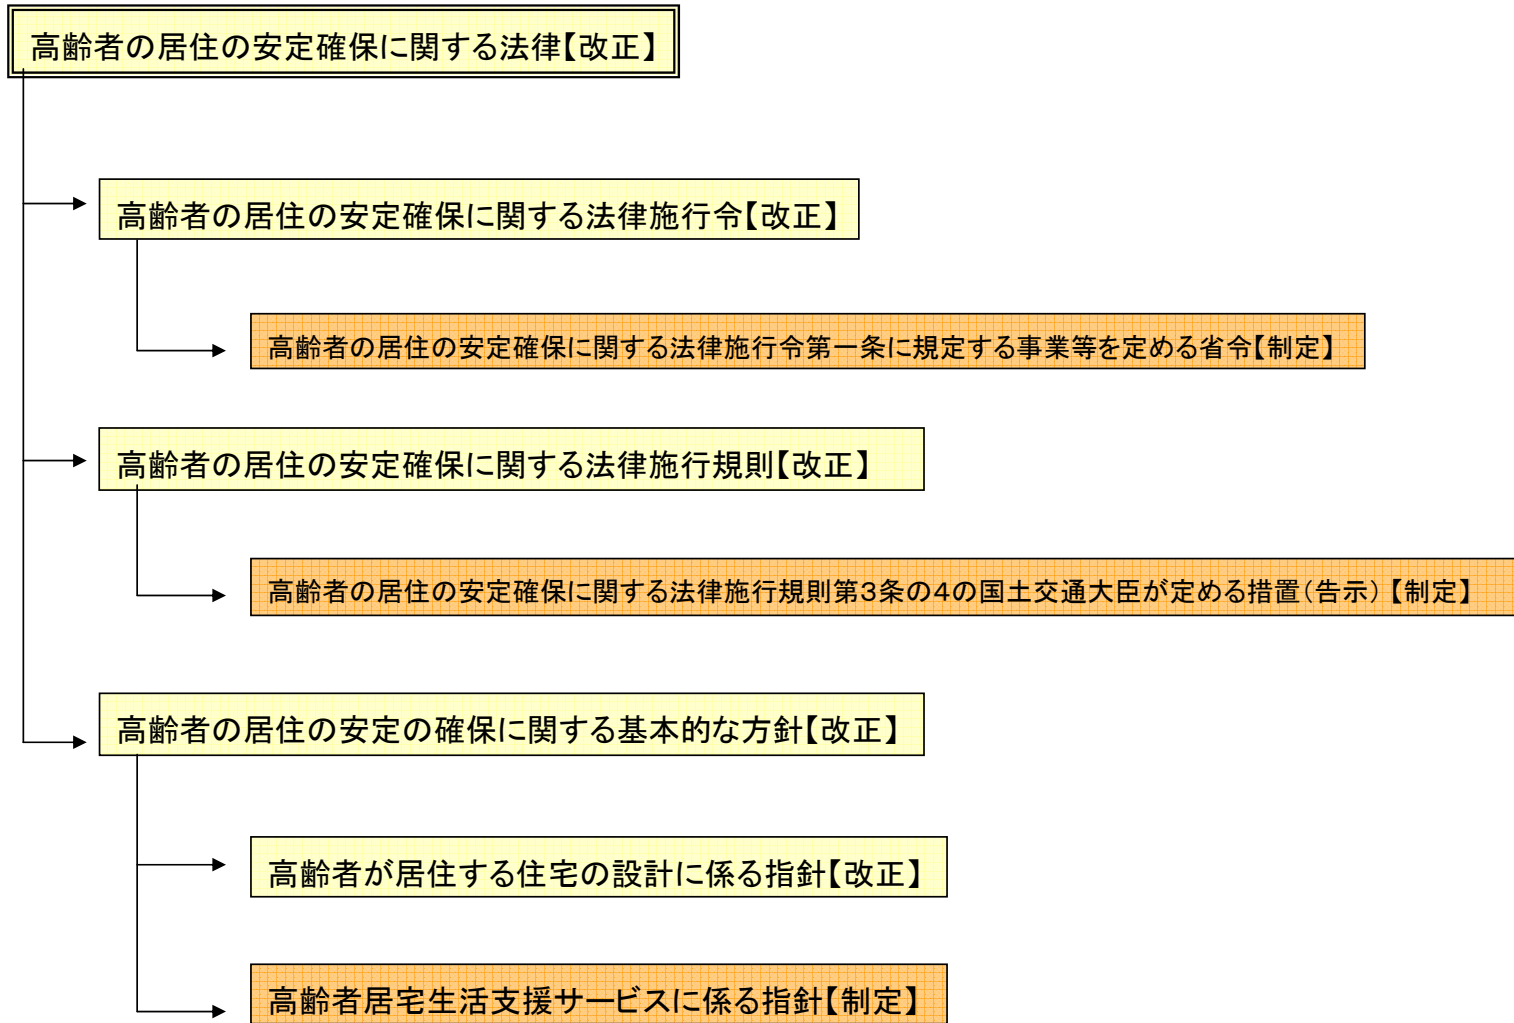 高齢者の居住の安定確保に関する法律【改正】
高齢者の居住の安定確保に関する法律施行令【改正】
高齢者の居住の安定確保に関する法律施行令第一条に規定する事業等を定める省令【制定】
高齢者の居住の安定確保に関する法律施行規則【改正】
高齢者の居住の安定確保に関する法律施行規則第3条の4の国土交通大臣が定める措置(告示)【制定】
高齢者の居住の安定の確保に関する基本的な方針【改正】
高齢者が居住する住宅の設計に係る指針【改正】
高齢者居宅生活支援サービスに係る指針【制定】